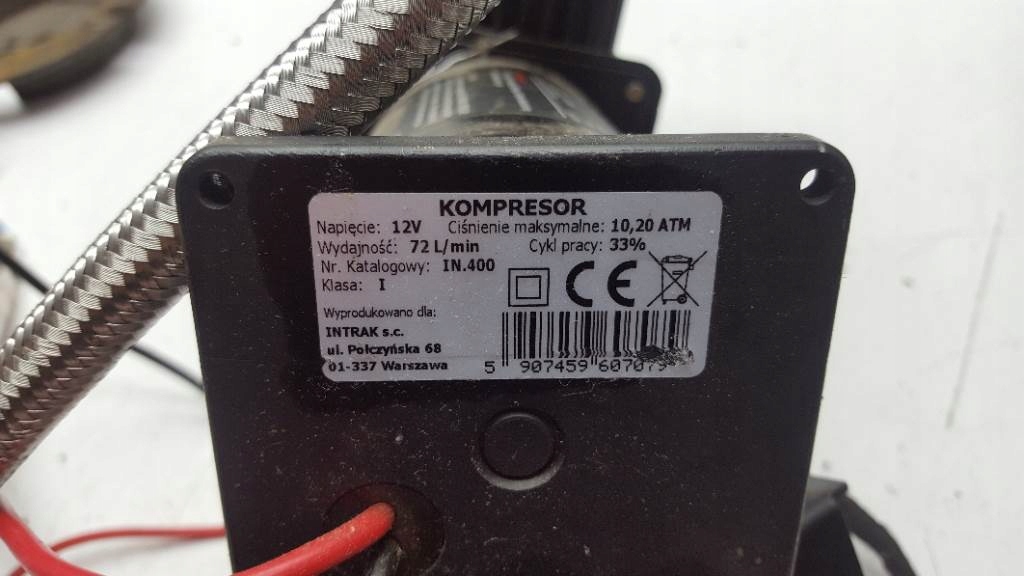 KOMPRESOR
Napięcie: 12V Ciśnienie maksymalne: 10,20 ATM
Wydajność: 72 L/min Cykl pracy: 33%
Nr. Katalogowy: IN.400
Klasa: I
CE
Wyprodukowano dla:
INTRAK s.c.
ul. Połczyńska 68
01-337 Warszawa
5 907459 607079